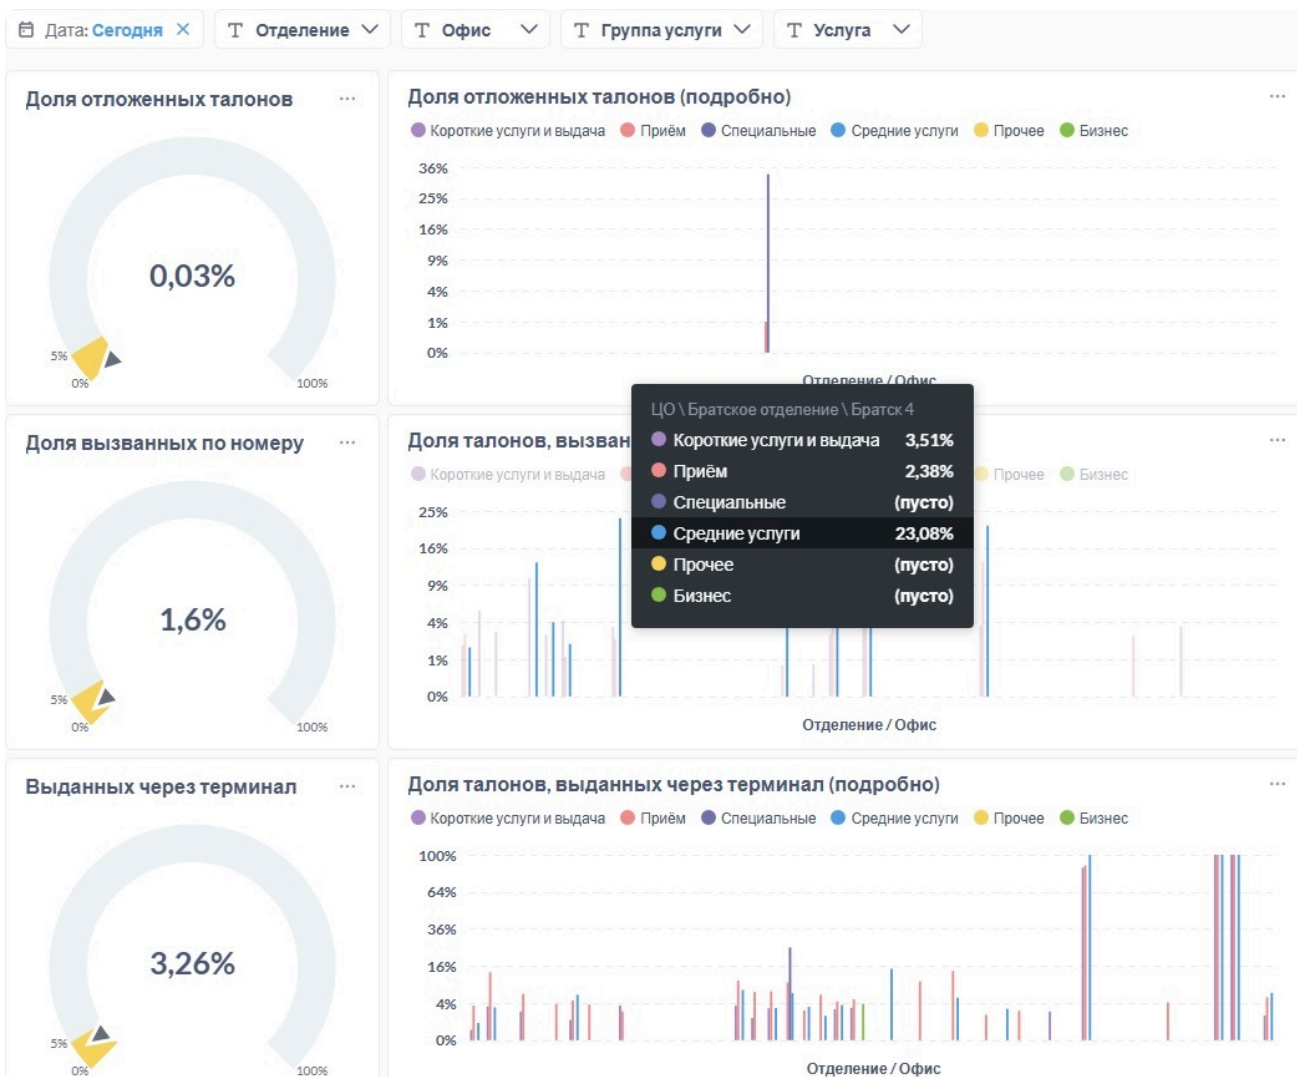 Дата: Сегодня × Отделение Офис Группа услуги Услуга
Доля отложенных талонов ...
0,03%
5%
0%
100%
Доля отложенных талонов (подробно) ...
Короткие услуги и выдача Приём Специальные Средние услуги Прочее Бизнес
36%
25%
16%
9%
4%
1%
0%
Отделение / Офис
Доля вызванных по номеру ...
1,6%
5%
0%
100%
Доля талонов, вызван ...
Короткие услуги и выдача Прочее Бизнес
25%
16%
9%
4%
1%
0%
Отделение / Офис
ЦО \ Братское отделение \ Братск 4
Короткие услуги и выдача 3,51%
Приём 2,38%
Специальные (пусто)
Средние услуги 23,08%
Прочее (пусто)
Бизнес (пусто)
Выданных через терминал ...
3,26%
5%
0%
100%
Доля талонов, выданных через терминал (подробно) ...
Короткие услуги и выдача Приём Специальные Средние услуги Прочее Бизнес
100%
64%
36%
16%
4%
0%
Отделение / Офис